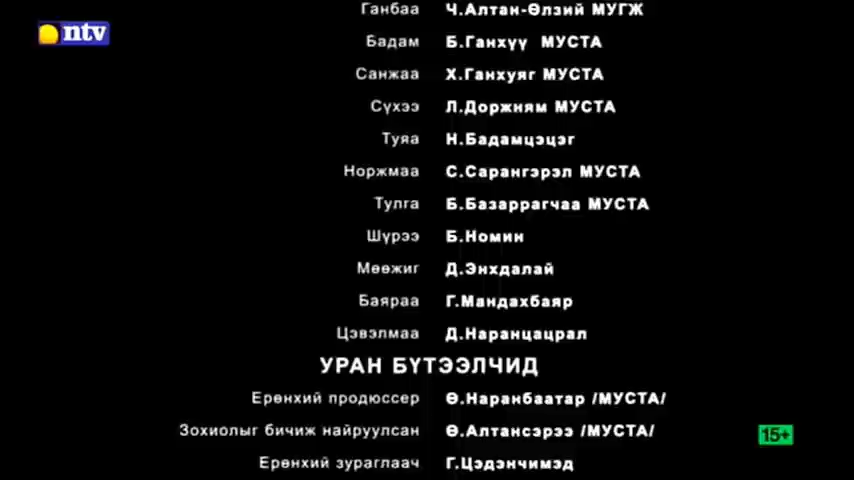 ntv
Ганбаа Ч.Алтан-Өлзий МУГЖ
Бадам Б.Ганхүү МУСТА
Санжаа Х.Ганхуяг МУСТА
Сүхээ Л.Доржням МУСТА
Туяа Н.Бадамцэцэг
Норжмаа С.Сарангэрэл МУСТА
Тулга Б.Базаррагчаа МУСТА
Шүрээ Б.Номин
Мөөжиг Д.Энхдалай
Баяраа Г.Мандахбаяр
Цэвэлмаа Д.Наранцацрал
УРАН БҮТЭЭЛЧИД
Ерөнхий продюссер Ө.Наранбаатар /МУСТА/
Зохиолыг бичиж найруулсан Ө.Алтансэрээ /МУСТА/
15+
Ерөнхий зураглаач Г.Цэдэнчимэд